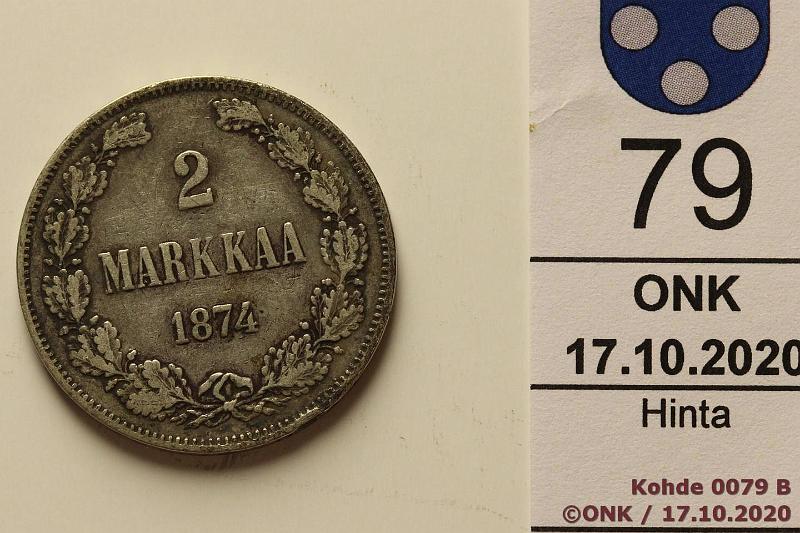 2
MARKKAA
1874
79
ONK
17.10.2020
Hinta
Kohde 0079 B
©ONK / 17.10.2020